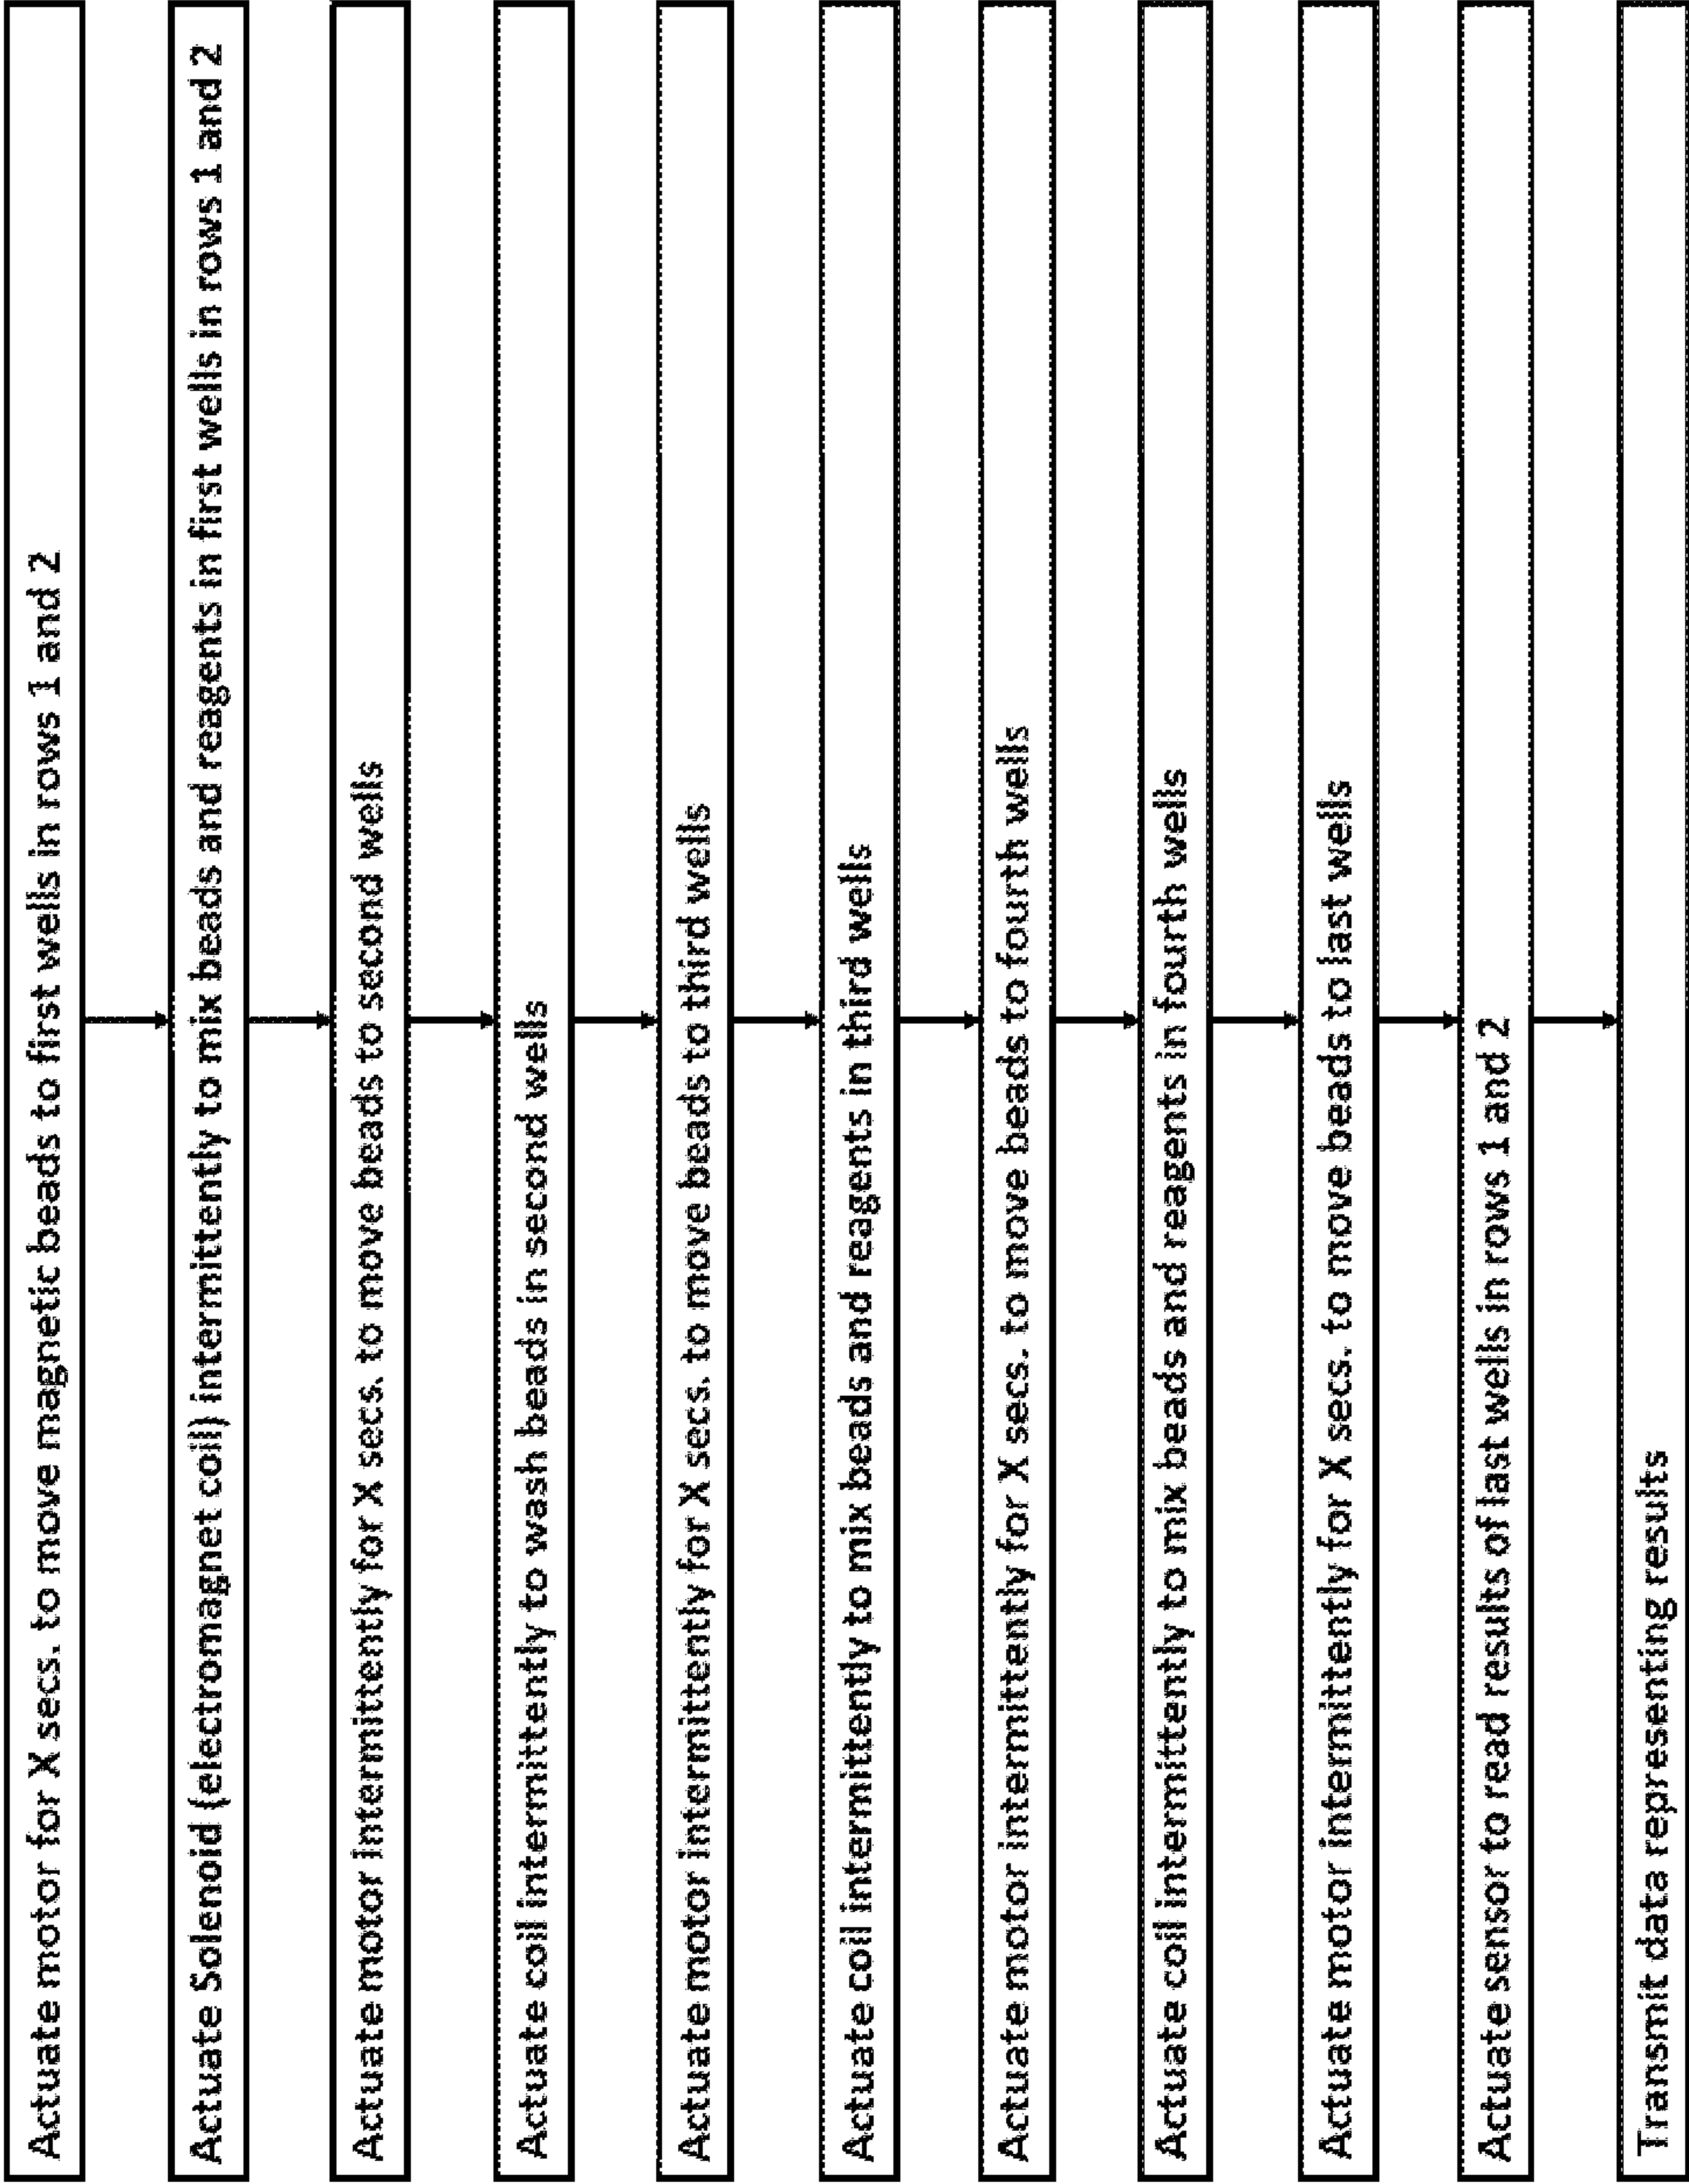 Actuate motor for X secs. to move magnetic beads to first wells in rows 1 and 2
Actuate Solenoid (electromagnet coil) intermittently to mix beads and reagents in first wells in rows 1 and 2
Actuate motor intermittently for X secs. to move beads to second wells
Actuate coil intermittently to wash beads in second wells
Actuate motor intermittently for X secs. to move beads to third wells
Actuate coil intermittently to mix beads and reagents in third wells
Actuate motor intermittently for X secs. to move beads to fourth wells
Actuate coil intermittently to mix beads and reagents in fourth wells
Actuate motor intermittently for X secs. to move beads to last wells
Actuate sensor to read results of last wells in rows 1 and 2
Transmit data representing results